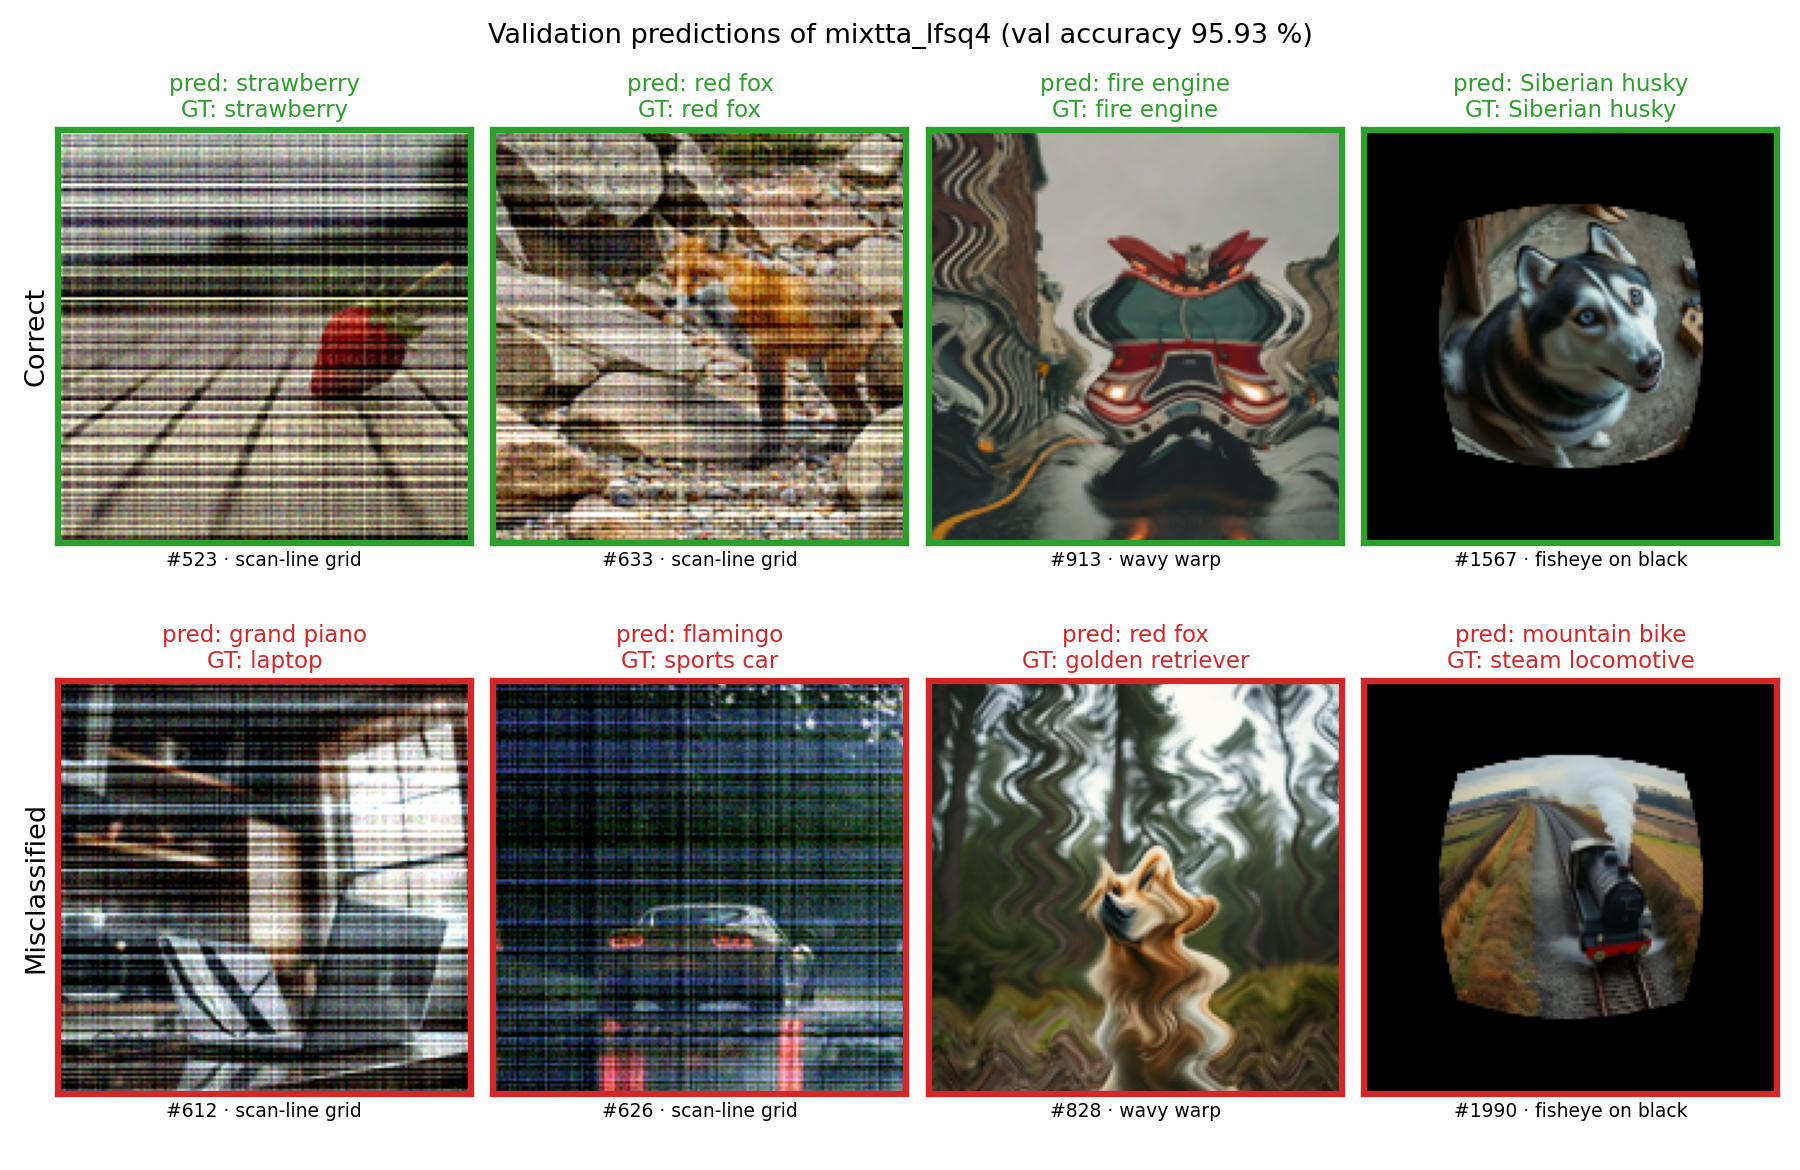 Validation predictions of mixtta_lfsq4 (val accuracy 95.93 %)
pred: strawberry
GT: strawberry
pred: red fox
GT: red fox
pred: fire engine
GT: fire engine
pred: Siberian husky
GT: Siberian husky
Correct
#523 · scan-line grid
#633 · scan-line grid
#913 · wavy warp
#1567 · fisheye on black
pred: grand piano
GT: laptop
pred: flamingo
GT: sports car
pred: red fox
GT: golden retriever
pred: mountain bike
GT: steam locomotive
Misclassified
#612 · scan-line grid
#626 · scan-line grid
#828 · wavy warp
#1990 · fisheye on black